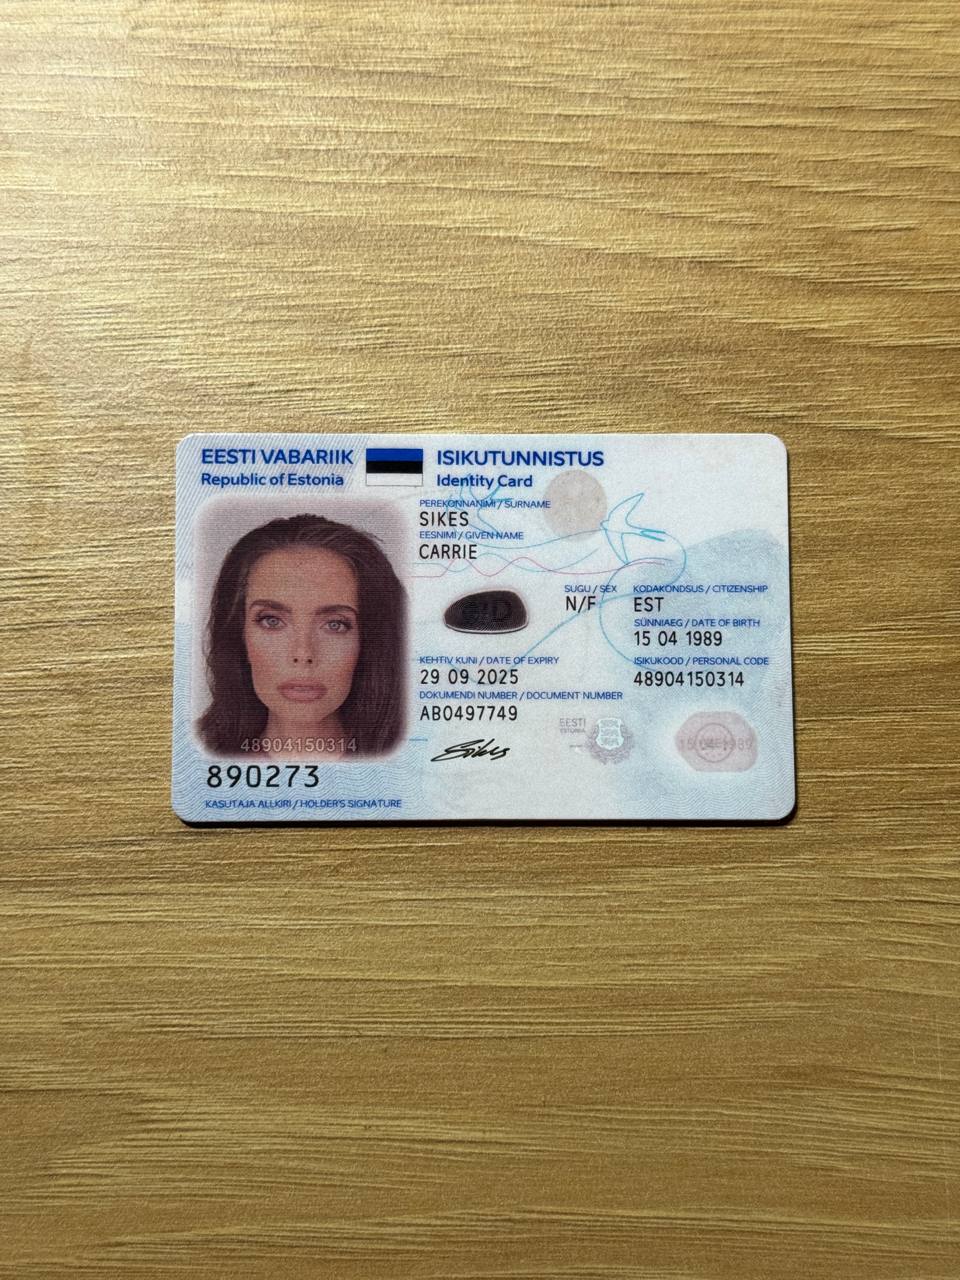 EESTI VABARIIK
Republic of Estonia
ISIKUTUNNISTUS
Identity Card
PEREKONNANIMI / SURNAME
SIKES
EESNIMI / GIVEN NAME
CARRIE
eID
SUGU / SEX
N/F
KODAKONDSUS / CITIZENSHIP
EST
SÜNNIAEG / DATE OF BIRTH
15 04 1989
KEHTIV KUNI / DATE OF EXPIRY
29 09 2025
ISIKUKOOD / PERSONAL CODE
48904150314
DOKUMENDI NUMBER / DOCUMENT NUMBER
AB0497749
EESTI
ESTONIA
Sikes
15 04 1989
48904150314
890273
KASUTAJA ALLKIRI / HOLDER'S SIGNATURE